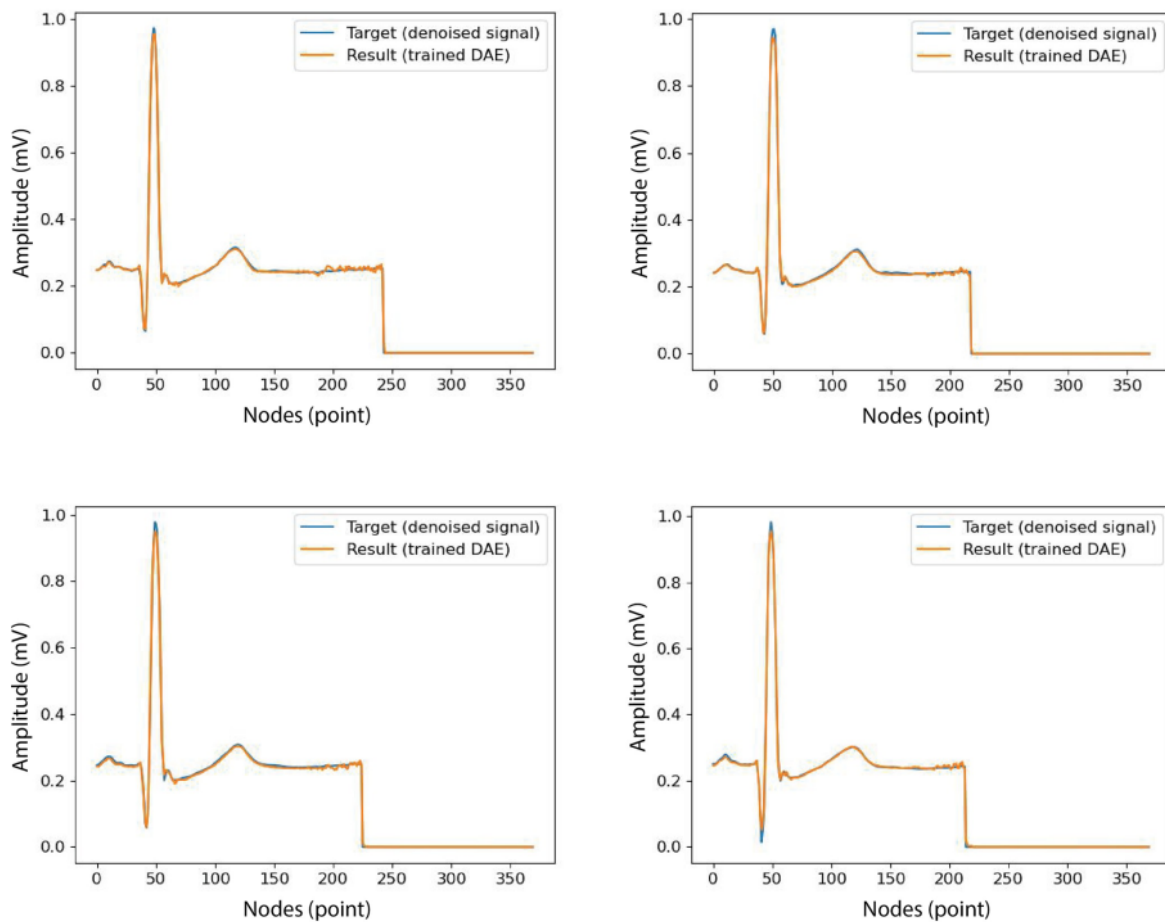 Target (denoised signal)
Result (trained DAE)
Amplitude (mV)
1.0
0.8
0.6
0.4
0.2
0.0
0 50 100 150 200 250 300 350
Nodes (point)
Target (denoised signal)
Result (trained DAE)
Amplitude (mV)
1.0
0.8
0.6
0.4
0.2
0.0
0 50 100 150 200 250 300 350
Nodes (point)
Target (denoised signal)
Result (trained DAE)
Amplitude (mV)
1.0
0.8
0.6
0.4
0.2
0.0
0 50 100 150 200 250 300 350
Nodes (point)
Target (denoised signal)
Result (trained DAE)
Amplitude (mV)
1.0
0.8
0.6
0.4
0.2
0.0
0 50 100 150 200 250 300 350
Nodes (point)